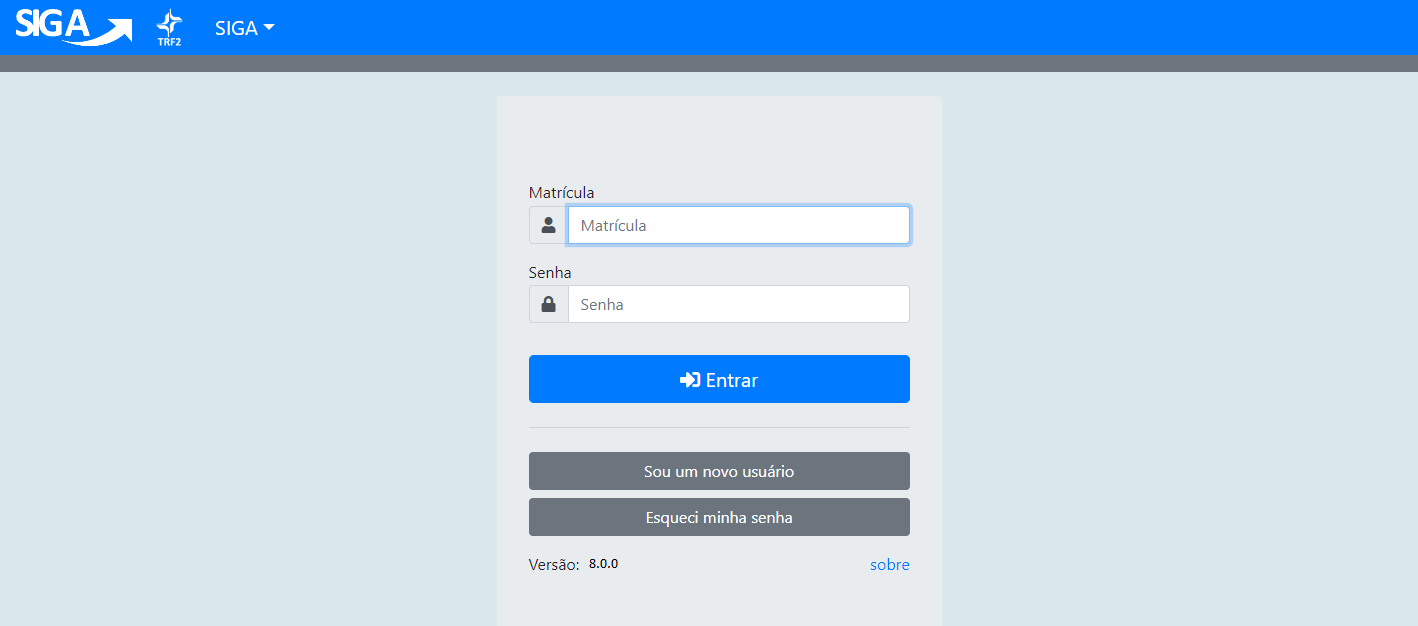 SIGA
TRF2
SIGA
Matrícula
Matrícula
Senha
Senha
Entrar
Sou um novo usuário
Esqueci minha senha
Versão: 8.0.0 sobre